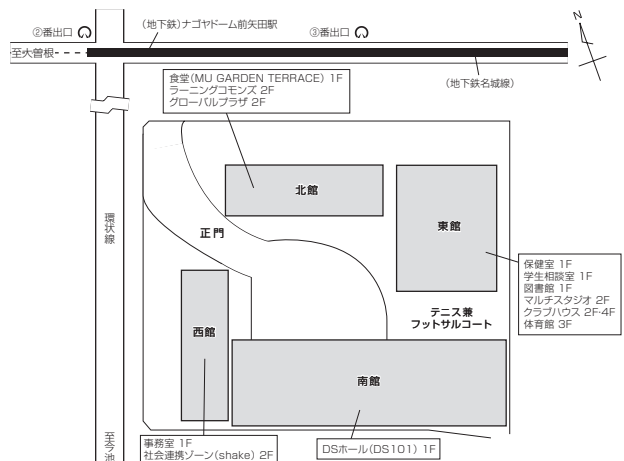 ②番出口
(地下鉄)ナゴヤドーム前矢田駅
③番出口
N
至大曽根
(地下鉄名城線)
食堂(MU GARDEN TERRACE) 1F
ラーニングコモンズ 2F
グローバルプラザ 2F
北館
東館
環状線
正門
保健室 1F
学生相談室 1F
図書館 1F
マルチスタジオ 2F
クラブハウス 2F・4F
体育館 3F
テニス兼
フットサルコート
西館
南館
至今池
事務室 1F
社会連携ゾーン(shake) 2F
DSホール(DS101) 1F